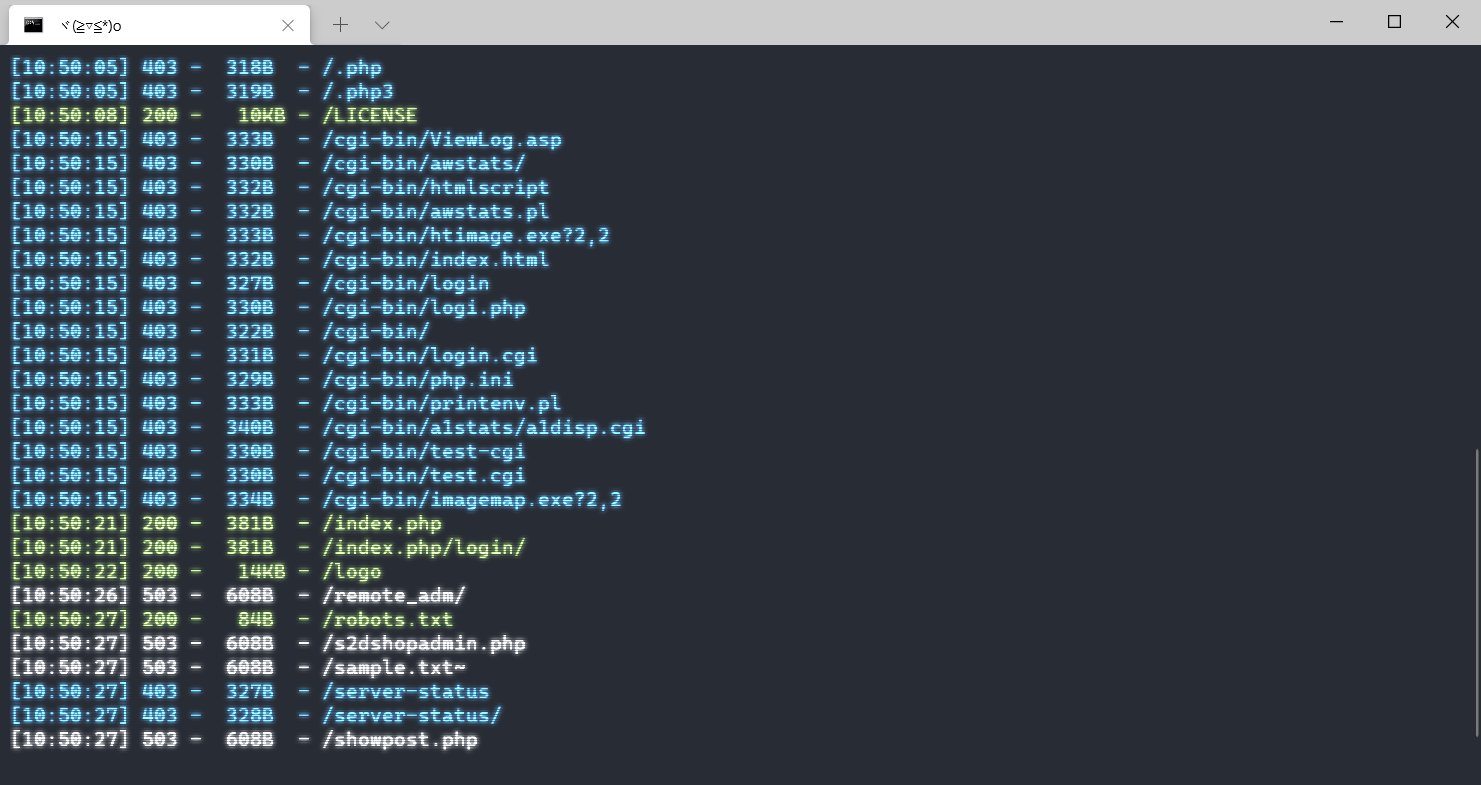 ヾ(≧▽≦*)o
[10:50:05] 403 -  318B  - /.php
[10:50:05] 403 -  319B  - /.php3
[10:50:08] 200 -   10KB - /LICENSE
[10:50:15] 403 -  333B  - /cgi-bin/ViewLog.asp
[10:50:15] 403 -  330B  - /cgi-bin/awstats/
[10:50:15] 403 -  332B  - /cgi-bin/htmlscript
[10:50:15] 403 -  332B  - /cgi-bin/awstats.pl
[10:50:15] 403 -  333B  - /cgi-bin/htimage.exe?2,2
[10:50:15] 403 -  332B  - /cgi-bin/index.html
[10:50:15] 403 -  327B  - /cgi-bin/login
[10:50:15] 403 -  330B  - /cgi-bin/logi.php
[10:50:15] 403 -  322B  - /cgi-bin/
[10:50:15] 403 -  331B  - /cgi-bin/login.cgi
[10:50:15] 403 -  329B  - /cgi-bin/php.ini
[10:50:15] 403 -  333B  - /cgi-bin/printenv.pl
[10:50:15] 403 -  340B  - /cgi-bin/a1stats/a1disp.cgi
[10:50:15] 403 -  330B  - /cgi-bin/test-cgi
[10:50:15] 403 -  330B  - /cgi-bin/test.cgi
[10:50:15] 403 -  334B  - /cgi-bin/imagemap.exe?2,2
[10:50:21] 200 -  381B  - /index.php
[10:50:21] 200 -  381B  - /index.php/login/
[10:50:22] 200 -   14KB - /logo
[10:50:26] 503 -  608B  - /remote_adm/
[10:50:27] 200 -   84B  - /robots.txt
[10:50:27] 503 -  608B  - /s2dshopadmin.php
[10:50:27] 503 -  608B  - /sample.txt~
[10:50:27] 403 -  327B  - /server-status
[10:50:27] 403 -  328B  - /server-status/
[10:50:27] 503 -  608B  - /showpost.php